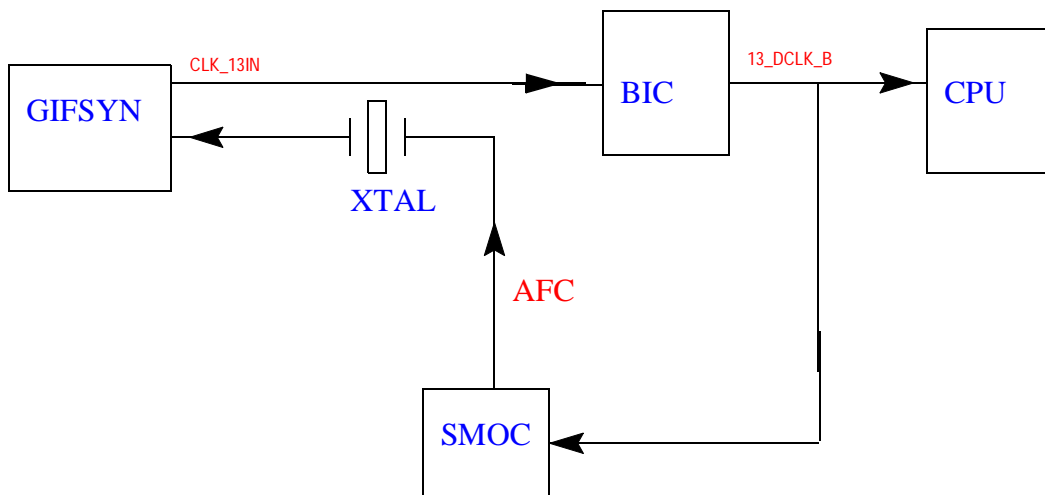 CLK_13IN
13_DCLK_B
GIFSYN
BIC
CPU
XTAL
AFC
SMOC